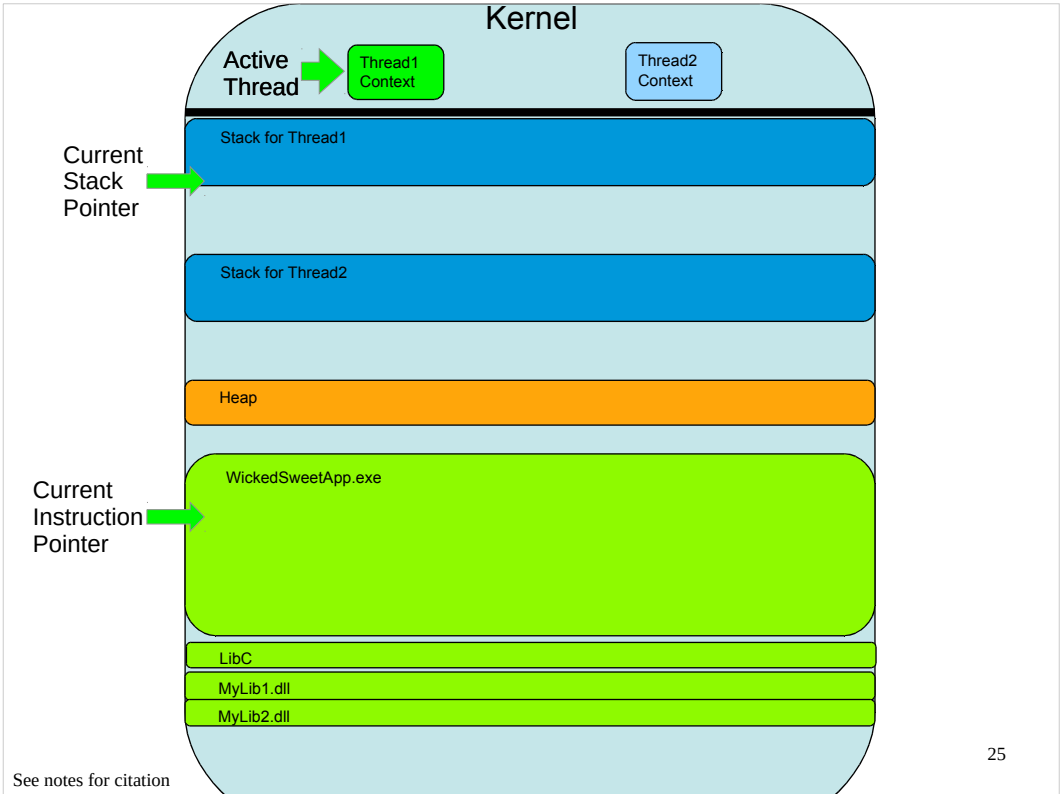 Kernel
Active
Thread
Thread1
Context
Thread2
Context
Stack for Thread1
Current
Stack
Pointer
Stack for Thread2
Heap
WickedSweetApp.exe
Current
Instruction
Pointer
LibC
MyLib1.dll
MyLib2.dll
25
See notes for citation